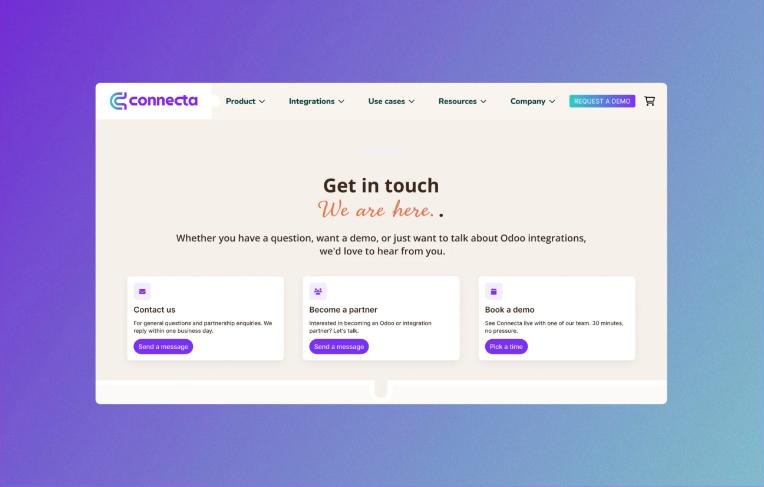 connecta
Product
Integrations
Use cases
Resources
Company
REQUEST A DEMO
Get in touch
We are here. .
Whether you have a question, want a demo, or just want to talk about Odoo integrations,
we'd love to hear from you.
Contact us
For general questions and partnership enquiries. We
reply within one business day.
Send a message
Become a partner
Interested in becoming an Odoo or integration
partner? Let's talk.
Send a message
Book a demo
See Connecta live with one of our team. 30 minutes,
no pressure.
Pick a time